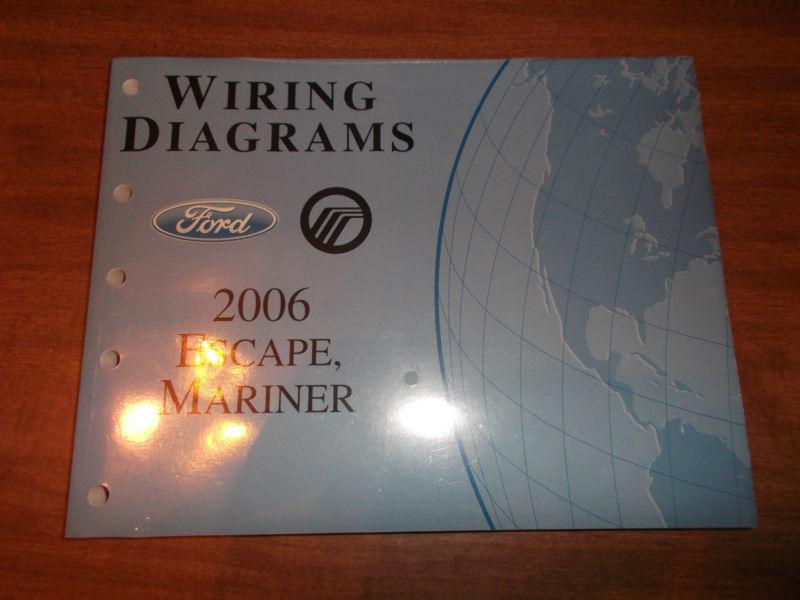 WIRING
DIAGRAMS
Ford
2006
ESCAPE,
MARINER